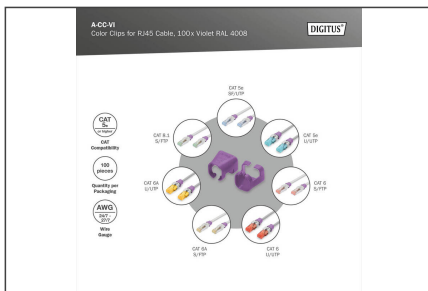 A-CC-VI
Color Clips for RJ45 Cable, 100x Violet RAL 4008
DIGITUS®
CAT 5e
SF/UTP
CAT 8.1
S/FTP
CAT 5e
U/UTP
CAT
5e
or higher
CAT
Compatibility
100
pieces
Quantity per
Packaging
CAT 6A
U/UTP
CAT 6
S/FTP
AWG
24/7 -
27/7
Wire
Gauge
CAT 6A
S/FTP
CAT 6
U/UTP